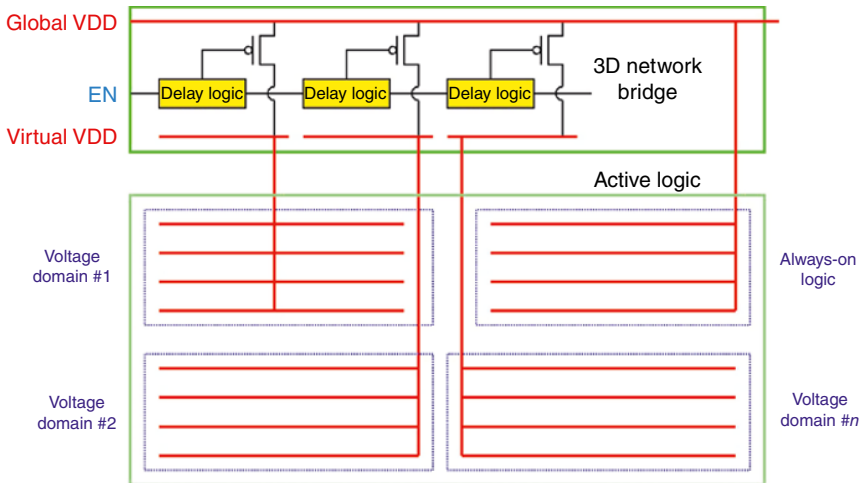 Global VDD
EN
Delay logic
Delay logic
Delay logic
3D network
bridge
Virtual VDD
Active logic
Voltage
domain #1
Always-on
logic
Voltage
domain #2
Voltage
domain #n